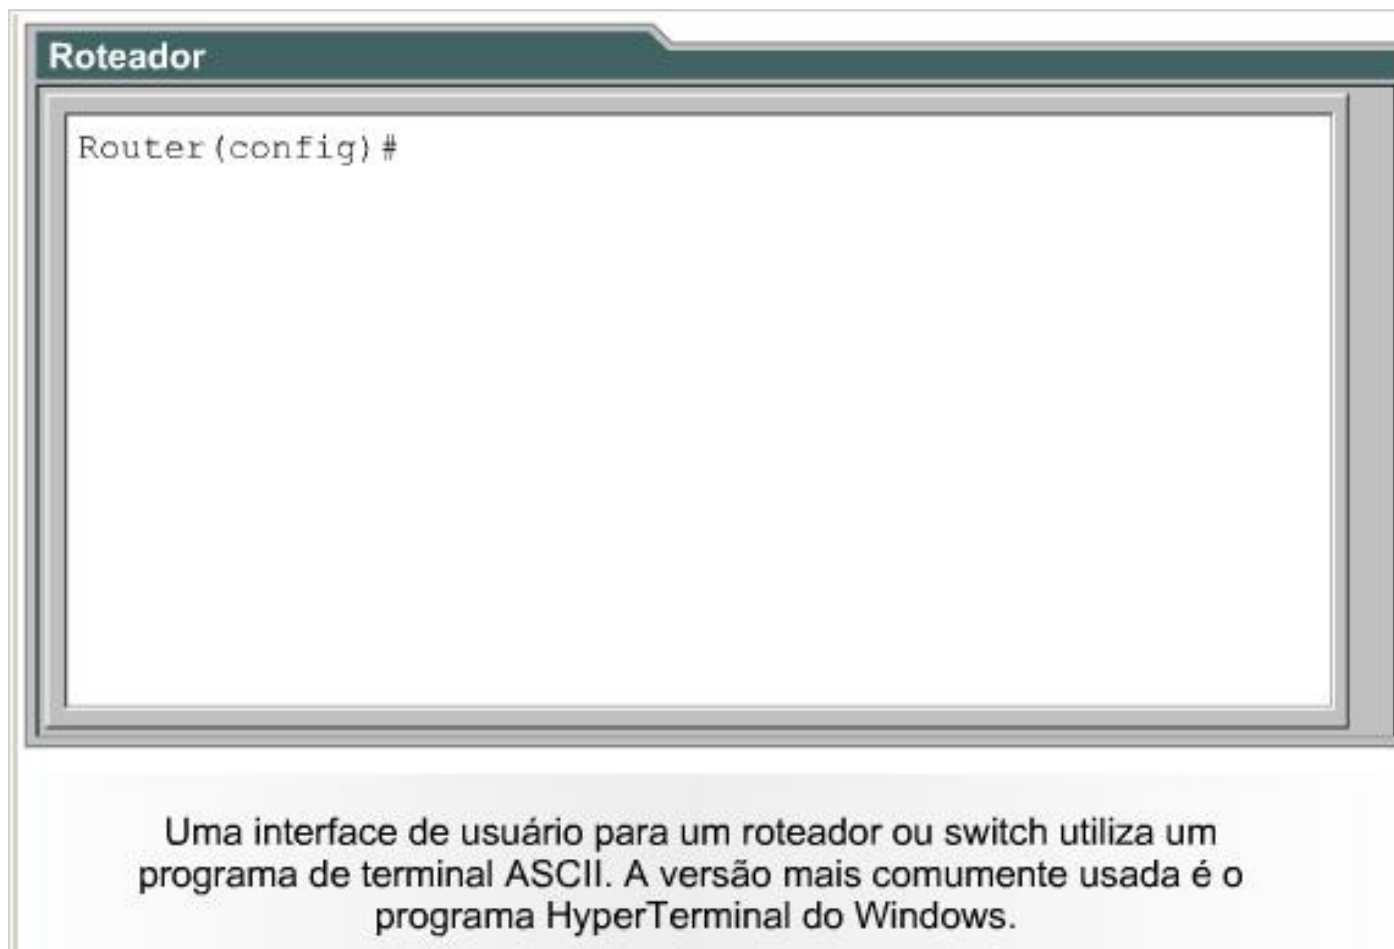 Roteador
Router(config)#
Uma interface de usuário para um roteador ou switch utiliza um
programa de terminal ASCII. A versão mais comumente usada é o
programa HyperTerminal do Windows.